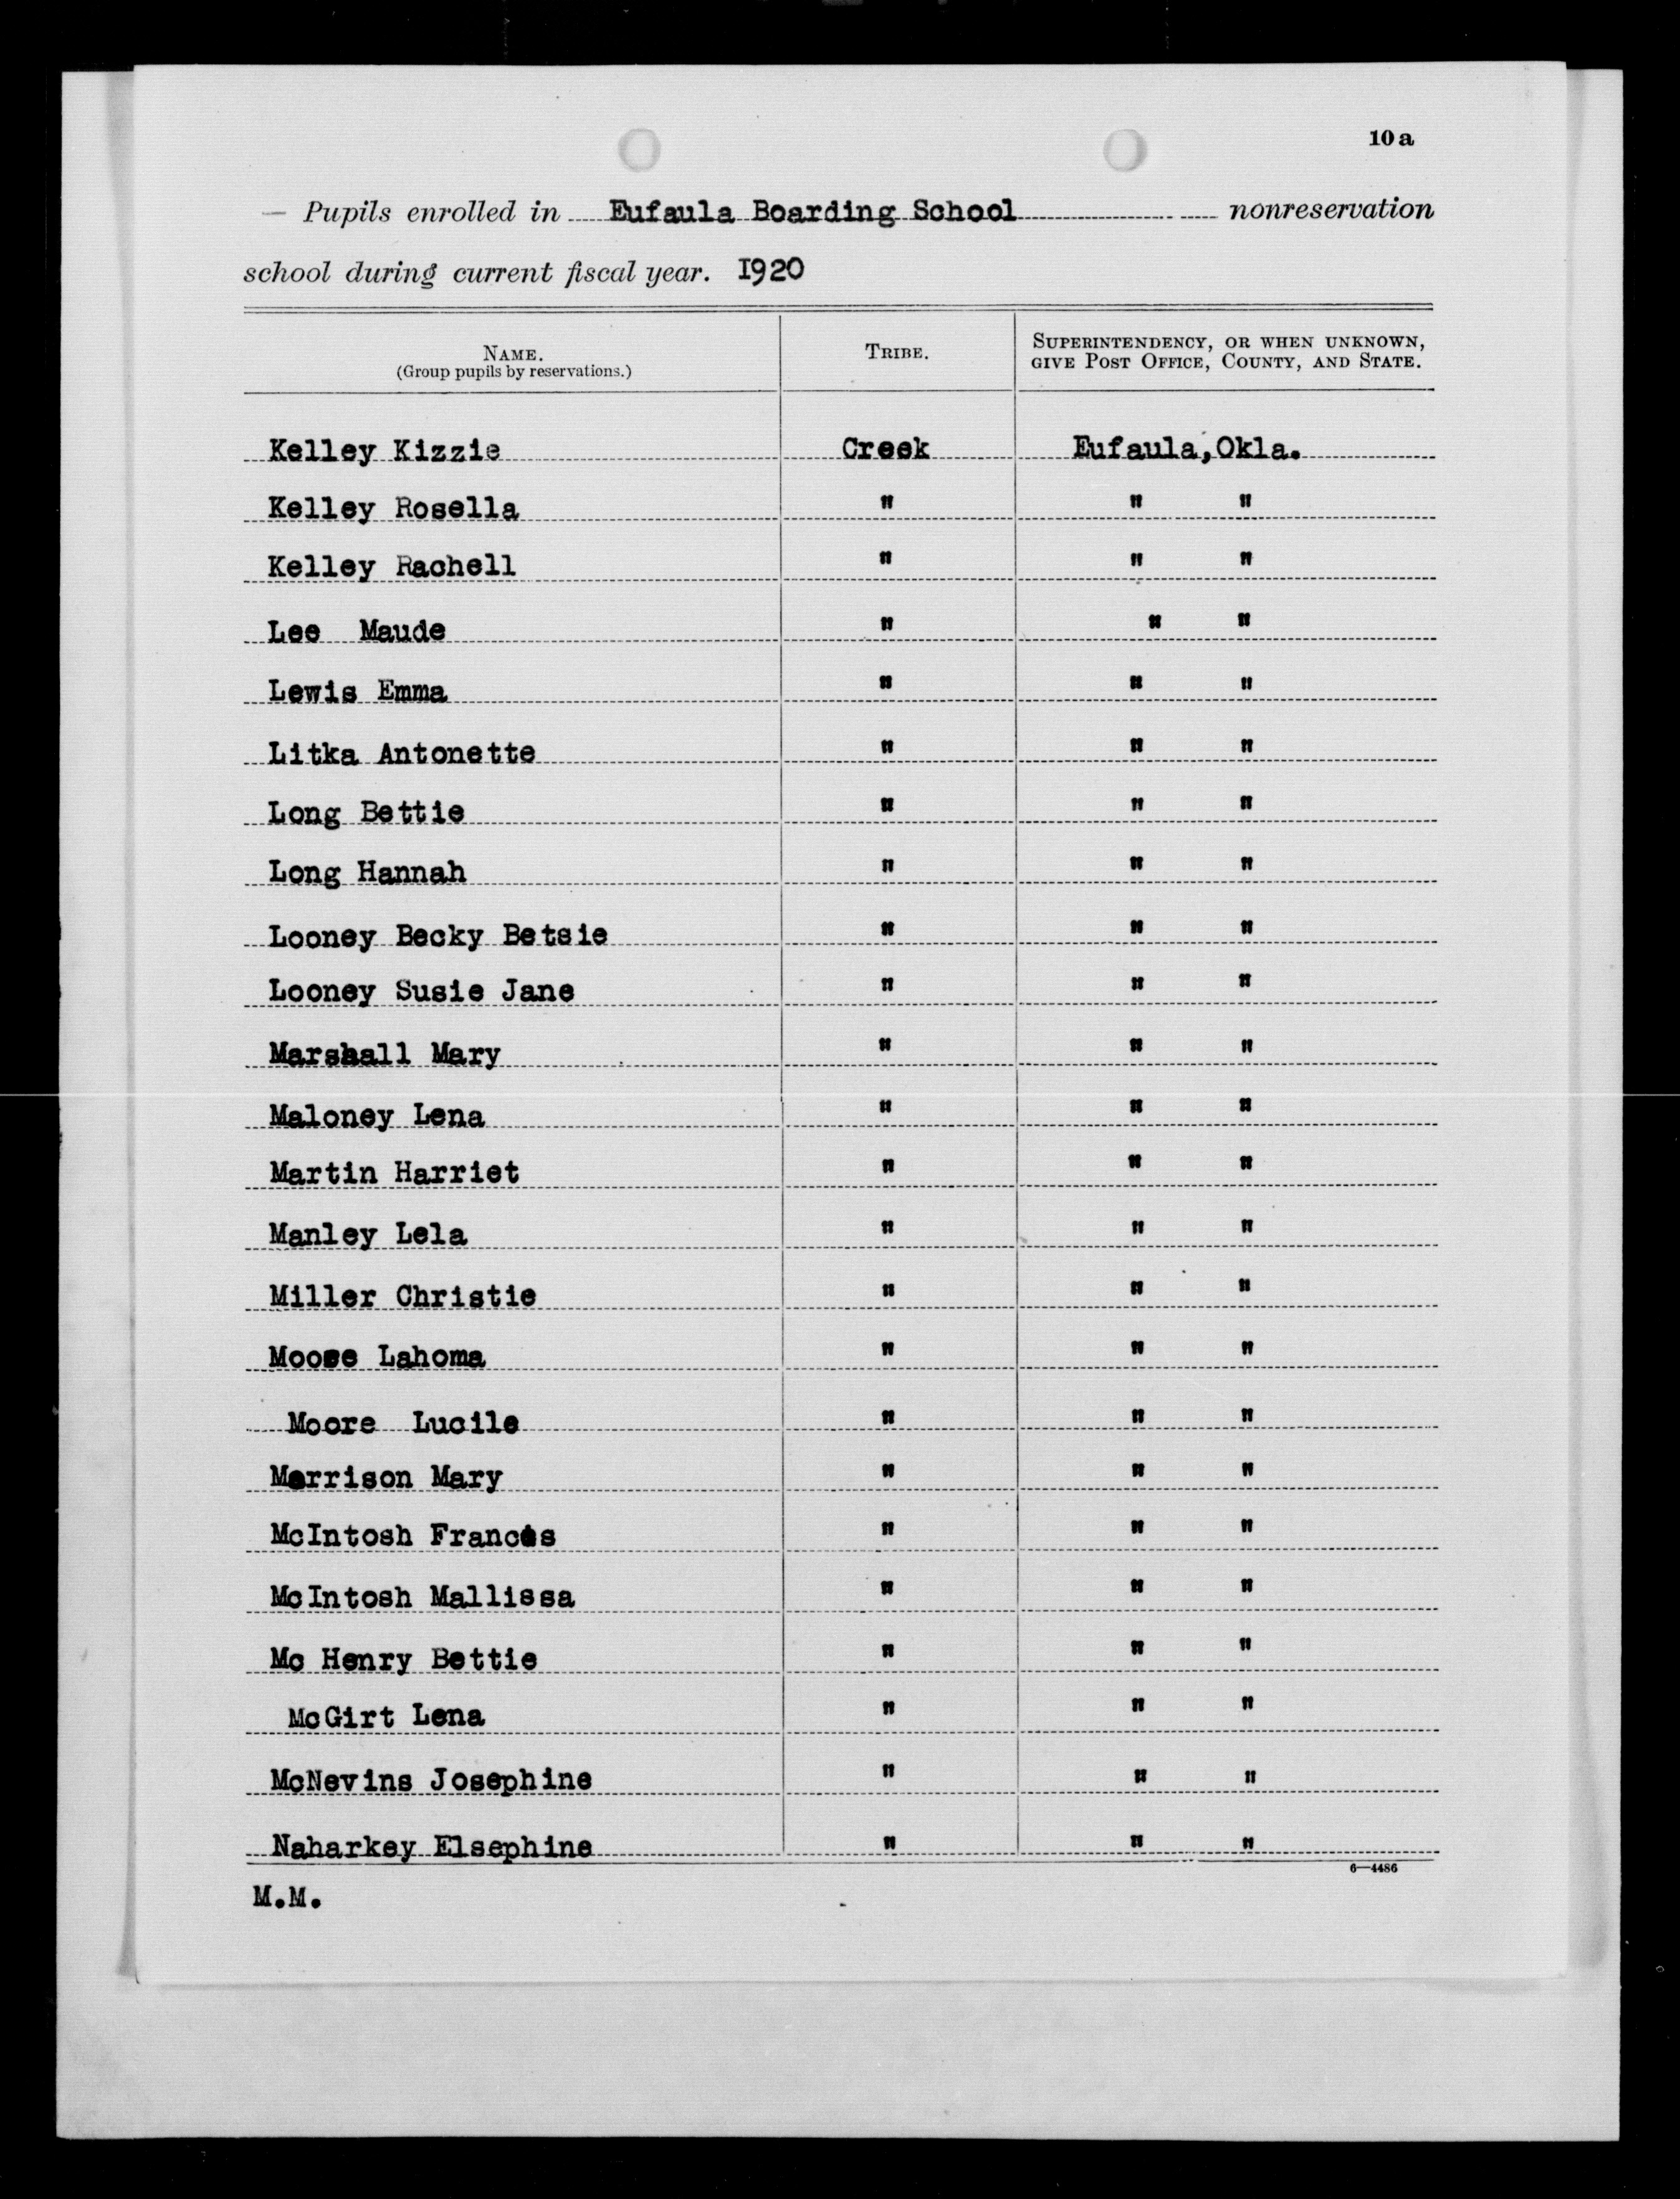 10 a
— Pupils enrolled in Eufaula Boarding School nonreservation
school during current fiscal year. 1920
NAME. TRIBE. SUPERINTENDENCY, OR WHEN UNKNOWN,
(Group pupils by reservations.) GIVE POST OFFICE, COUNTY, AND STATE.
Kelley Kizzie Creek Eufaula, Okla.
Kelley Rosella " " "
Kelley Rachell " " "
Lee Maude " " "
Lewis Emma " " "
Litka Antonette " " "
Long Bettie " " "
Long Hannah " " "
Looney Becky Betsie " " "
Looney Susie Jane " " "
Marshall Mary " " "
Maloney Lena " " "
Martin Harriet " " "
Manley Lela " " "
Miller Christie " " "
Moose Lahoma " " "
Moore Lucile " " "
Morrison Mary " " "
McIntosh Frances " " "
McIntosh Mallissa " " "
Mc Henry Bettie " " "
McGirt Lena " " "
McNevins Josephine " " "
Naharkey Elsephine " " "
6—4486
M.M.